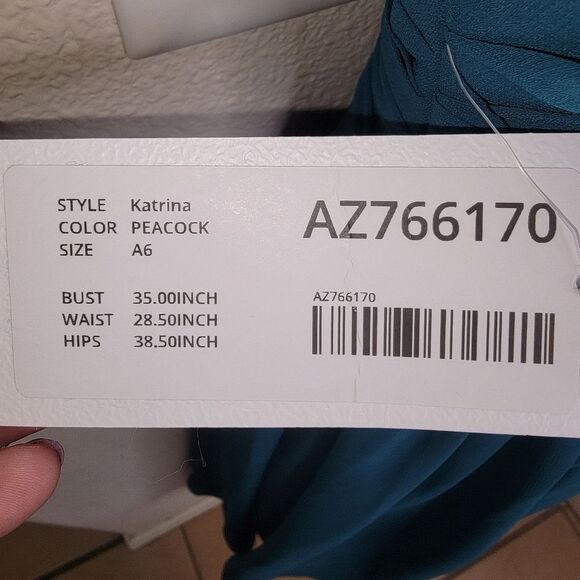 STYLE Katrina
COLOR PEACOCK
SIZE A6
BUST 35.00INCH
WAIST 28.50INCH
HIPS 38.50INCH
AZ766170
AZ766170